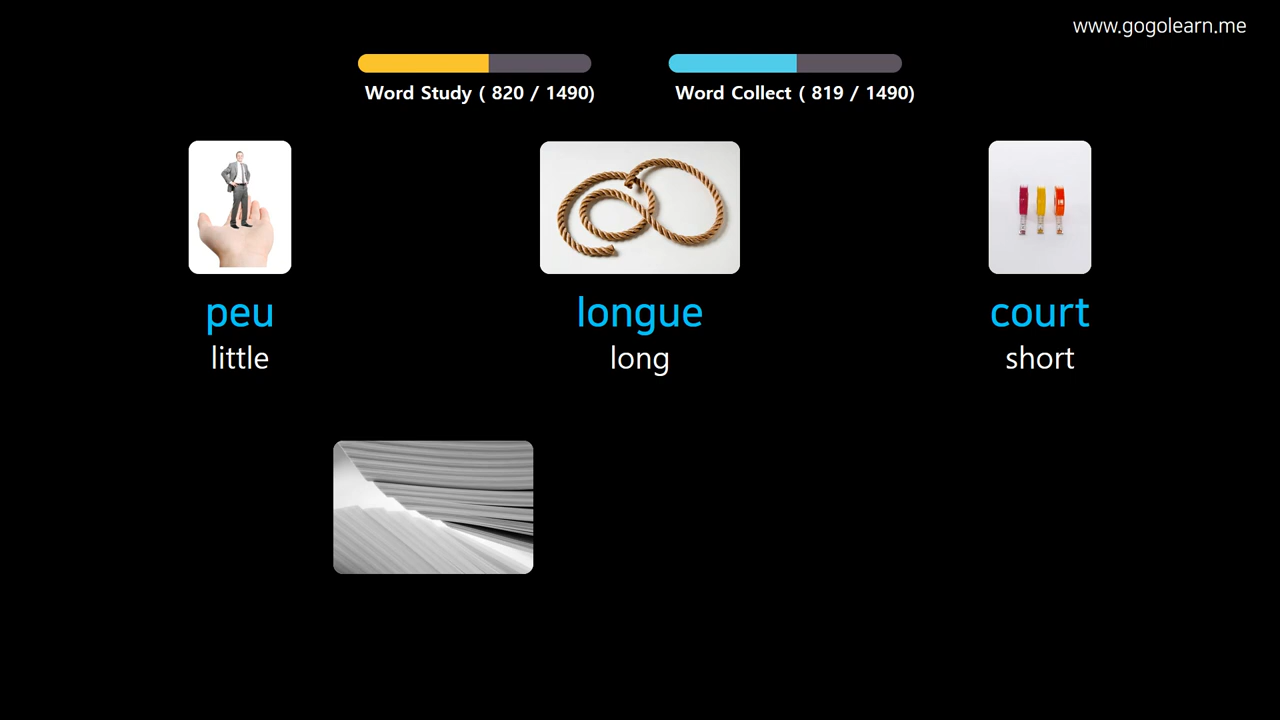 www.gogolearn.me
Word Study ( 820 / 1490)
Word Collect ( 819 / 1490)
peu
longue
court
little
long
short